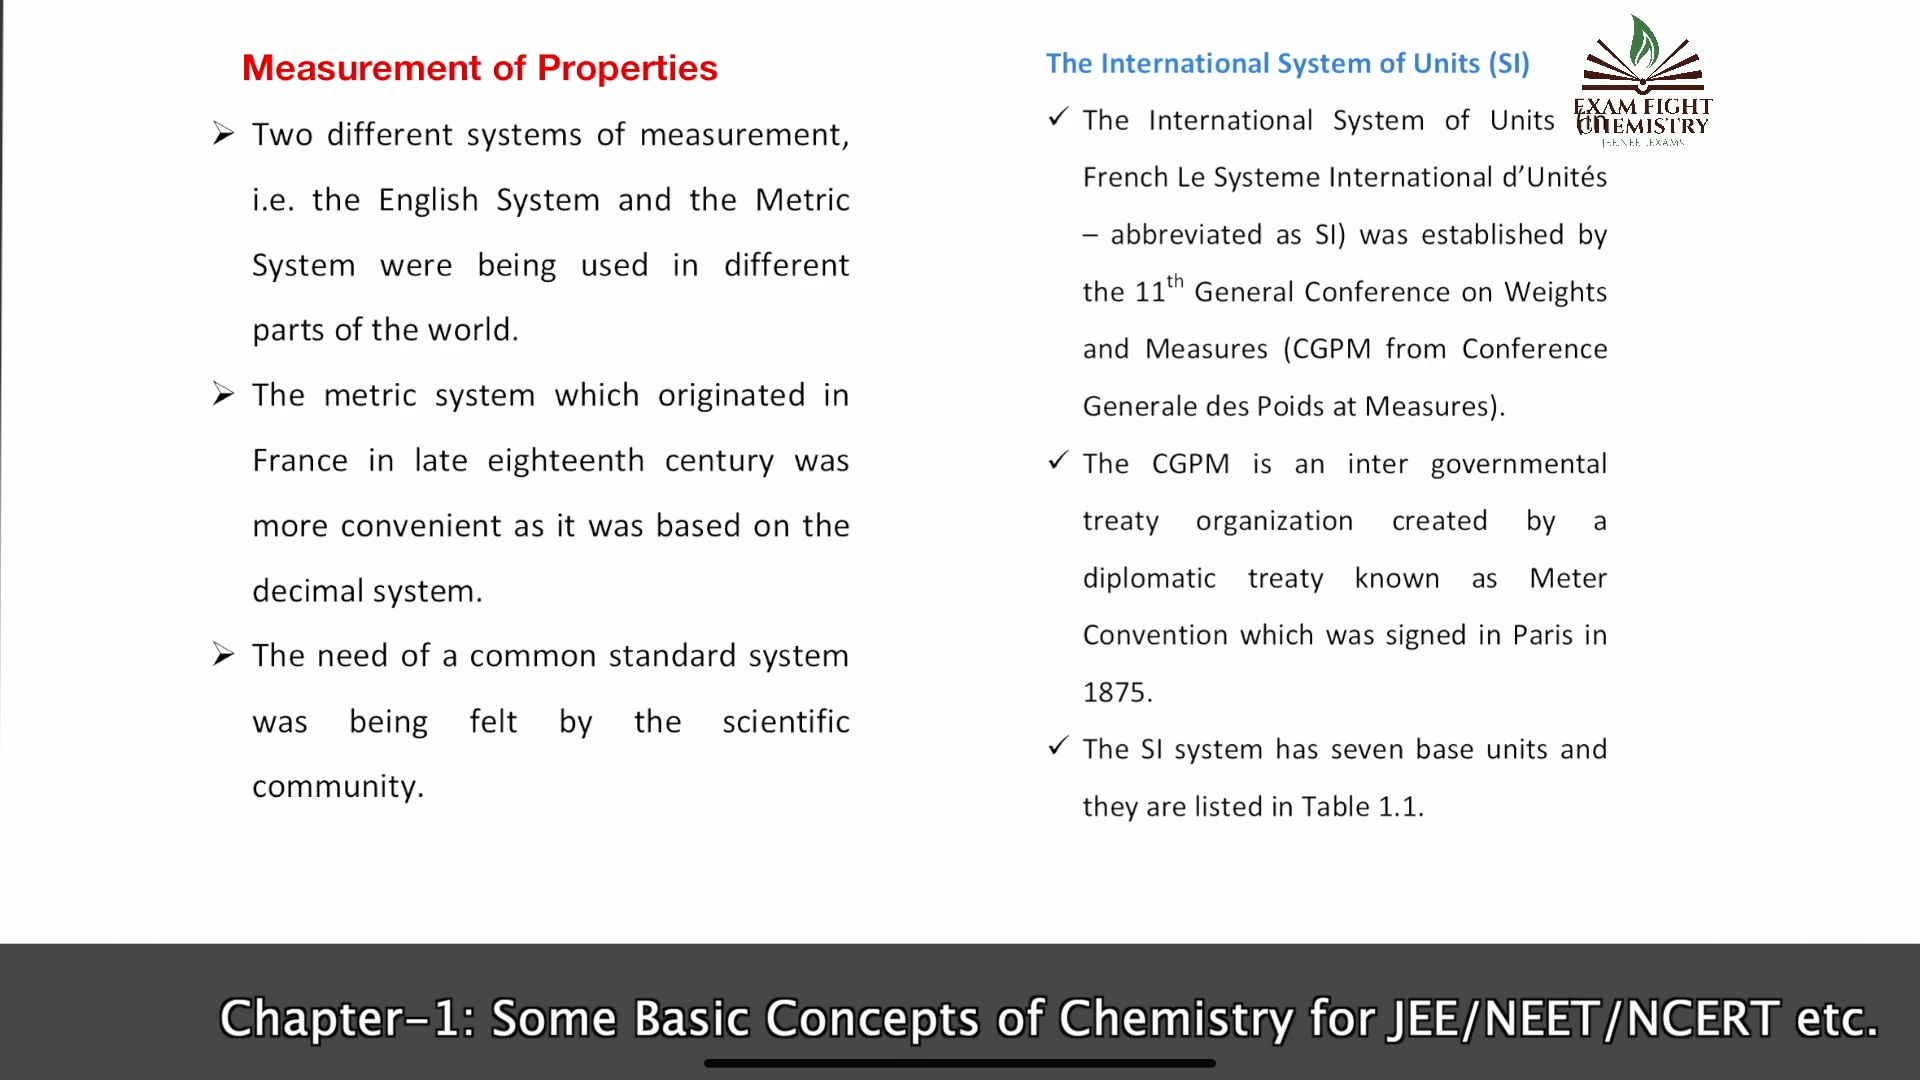 Measurement of Properties
➢ Two different systems of measurement,
i.e. the English System and the Metric
System were being used in different
parts of the world.
➢ The metric system which originated in
France in late eighteenth century was
more convenient as it was based on the
decimal system.
➢ The need of a common standard system
was being felt by the scientific
community.
The International System of Units (SI)
✓ The International System of Units (in
French Le Systeme International d’Unités
– abbreviated as SI) was established by
the 11th General Conference on Weights
and Measures (CGPM from Conference
Generale des Poids at Measures).
✓ The CGPM is an inter governmental
treaty organization created by a
diplomatic treaty known as Meter
Convention which was signed in Paris in
1875.
✓ The SI system has seven base units and
they are listed in Table 1.1.
EXAM FIGHT
CHEMISTRY
Chapter-1: Some Basic Concepts of Chemistry for JEE/NEET/NCERT etc.